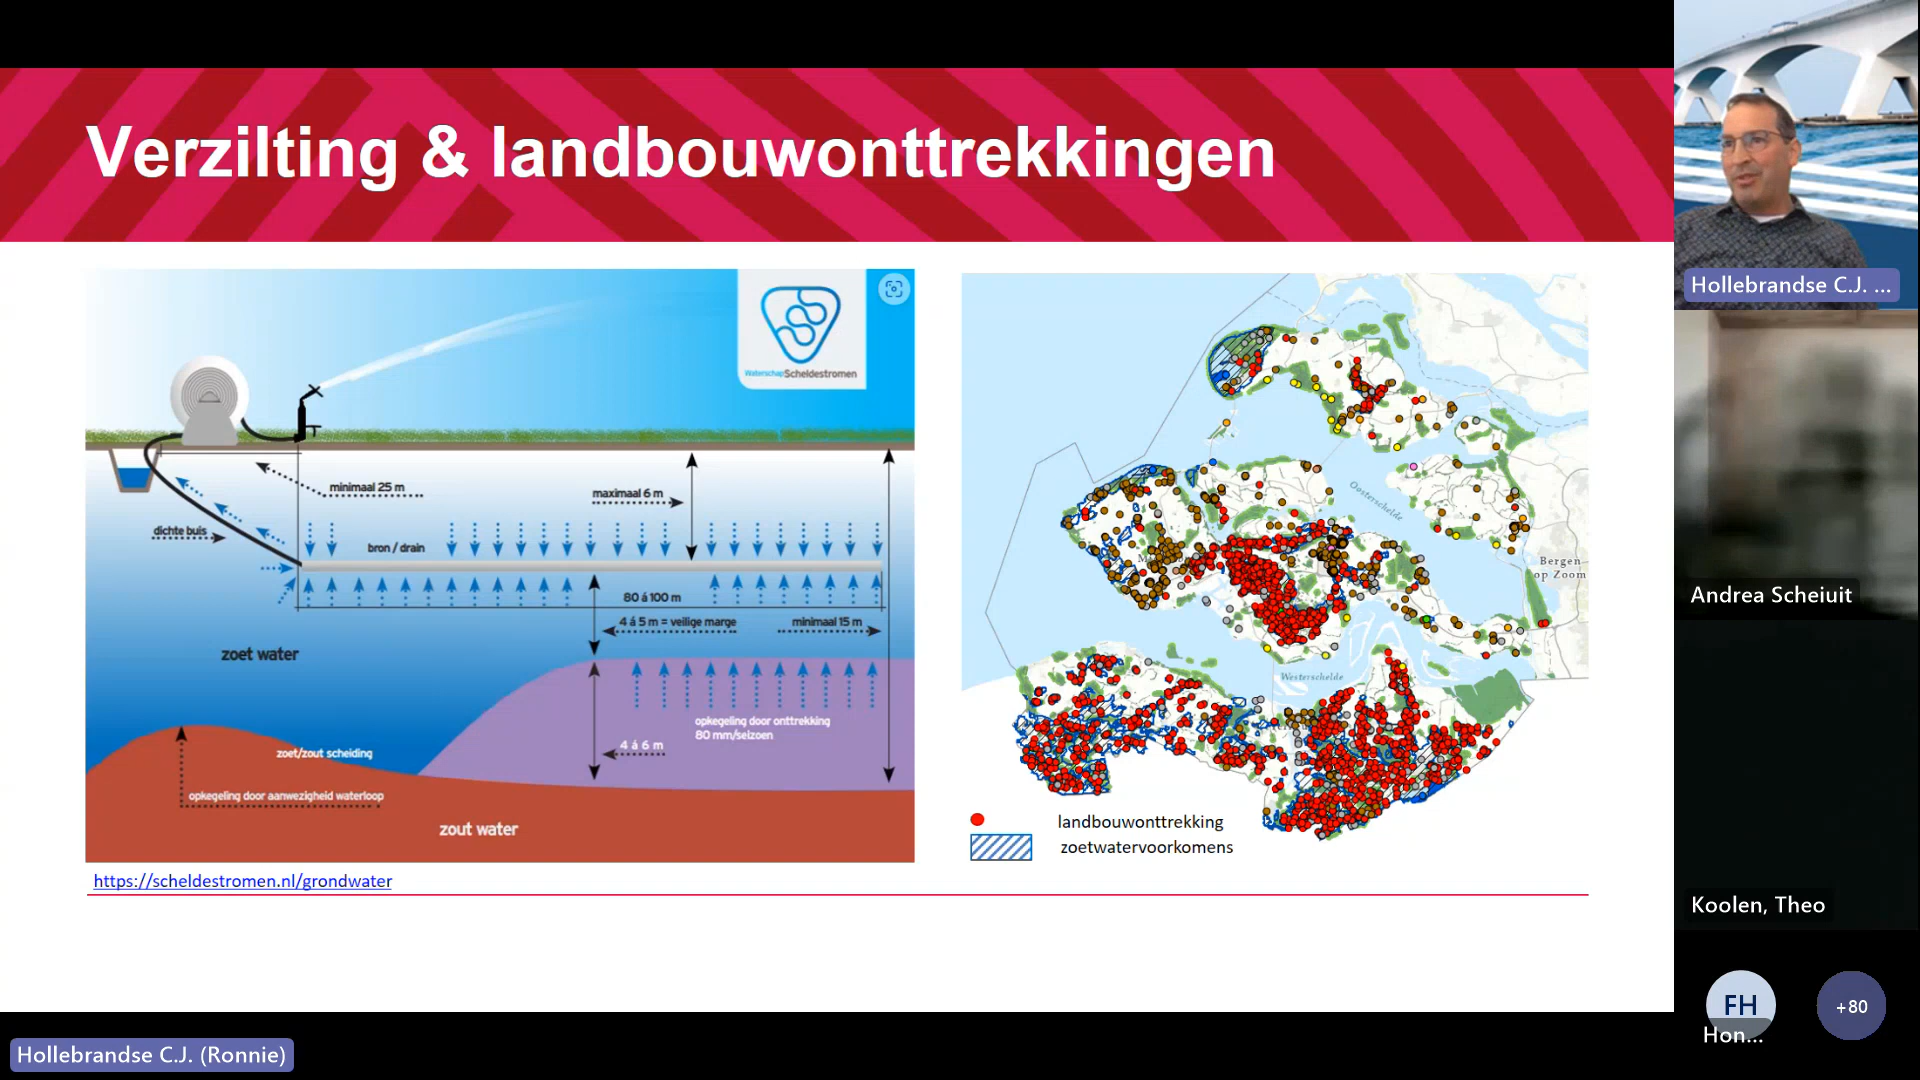 Verzilting & landbouwonttrekkingen
WaterschapScheldestromen
minimaal 25 m
maximaal 6 m
dichte buis
bron / drain
80 á 100 m
4 á 5 m = veilige marge
minimaal 15 m
zoet water
opkegeling door onttrekking
80 mm/seizoen
4 á 6 m
zoet/zout scheiding
opkegeling door aanwezigheid waterloop
zout water
https://scheldestromen.nl/grondwater
Oosterschelde
Bergen
op Zoom
Westerschelde
landbouwonttrekking
zoetwatervoorkomens
Hollebrandse C.J. ...
Andrea Scheiuit
Koolen, Theo
FH
Hon...
+80
Hollebrandse C.J. (Ronnie)